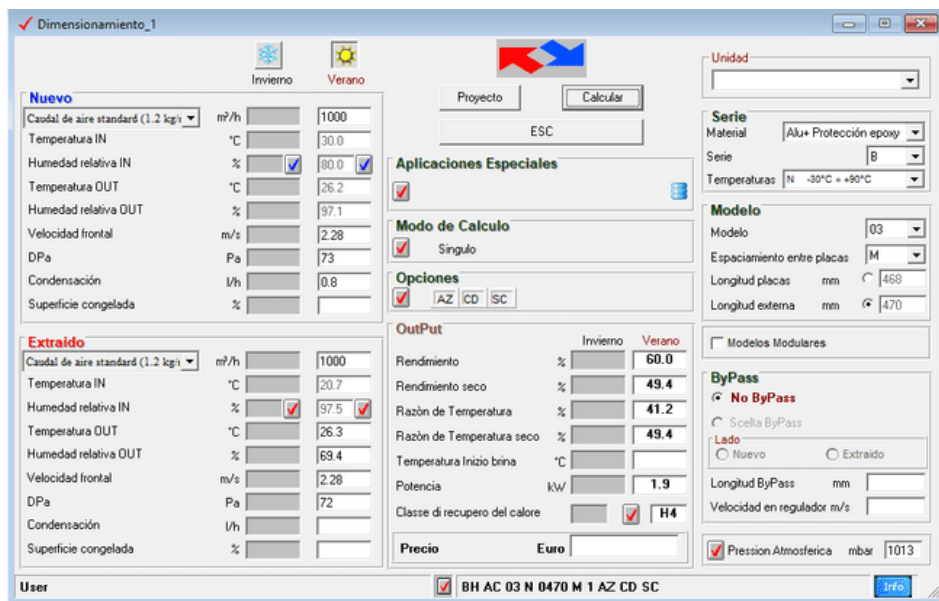 Dimensionamiento_1
Invierno Verano
Nuevo
Caudal de aire standard (1.2 kg/ m³/h 1000
Temperatura IN °C 30.0
Humedad relativa IN % 80.0
Temperatura OUT °C 26.2
Humedad relativa OUT % 97.1
Velocidad frontal m/s 2.28
DPa Pa 73
Condensación l/h 0.8
Superficie congelada %
Extraido
Caudal de aire standard (1.2 kg/ m³/h 1000
Temperatura IN °C 20.7
Humedad relativa IN % 97.5
Temperatura OUT °C 26.3
Humedad relativa OUT % 69.4
Velocidad frontal m/s 2.28
DPa Pa 72
Condensación l/h
Superficie congelada %
Proyecto Calcular
ESC
Aplicaciones Especiales
Modo de Calculo
Singulo
Opciones
AZ CD SC
OutPut
Invierno Verano
Rendimiento % 60.0
Rendimiento seco % 49.4
Razòn de Temperatura % 41.2
Razòn de Temperatura seco % 49.4
Temperatura Inizio brina °C
Potencia kW 1.9
Classe di recupero del calore H4
Precio Euro
Unidad
Serie
Material Alu+ Protección epoxy
Serie B
Temperaturas N -30°C ÷ +90°C
Modelo
Modelo 03
Espaciamiento entre placas M
Longitud placas mm 468
Longitud externa mm 470
Modelos Modulares
ByPass
No ByPass
Scelta ByPass
Lado
Nuevo Extraido
Longitud ByPass mm
Velocidad en regulador m/s
Pression Atmosferica mbar 1013
User BH AC 03 N 0470 M 1 AZ CD SC Info